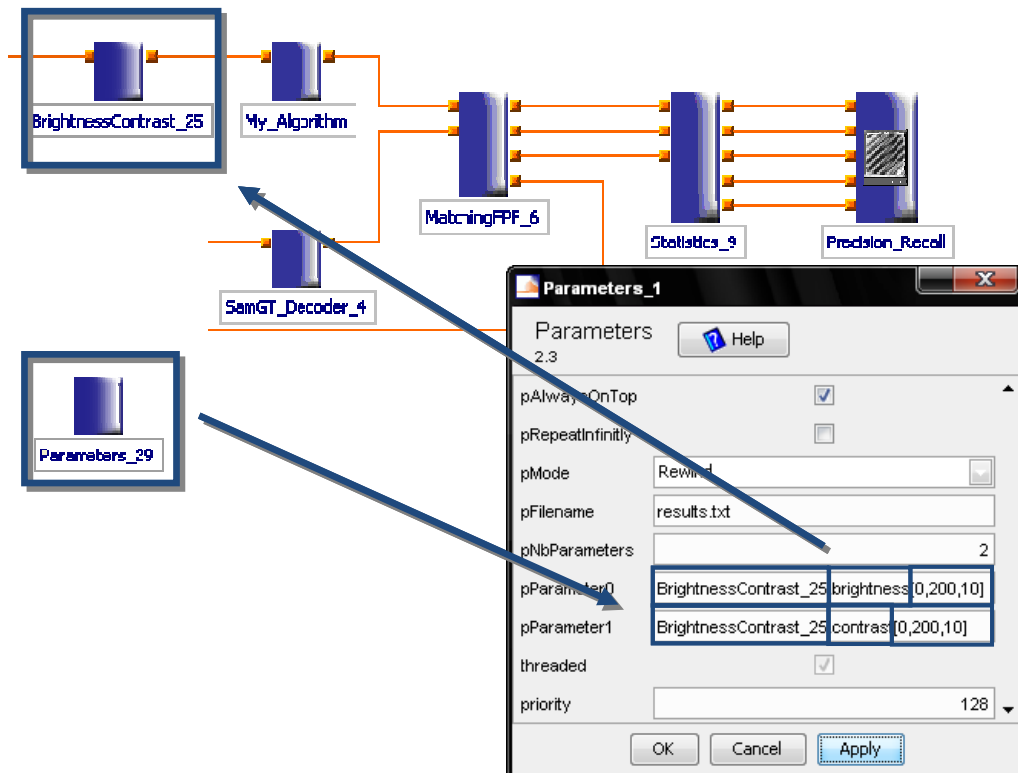 BrightnessContrast_25
My_Algorithm
MatchingFPF_6
Statistics_9
Precision_Recall
SamGT_Decoder_4
Parameters_29
Parameters_1
Parameters
2.3
Help
pAlwaysOnTop
pRepeatInfinitly
pMode
Rewind
pFilename
results.txt
pNbParameters
2
pParameter0
BrightnessContrast_25.brightness[0,200,10]
pParameter1
BrightnessContrast_25.contrast[0,200,10]
threaded
priority
128
OK
Cancel
Apply